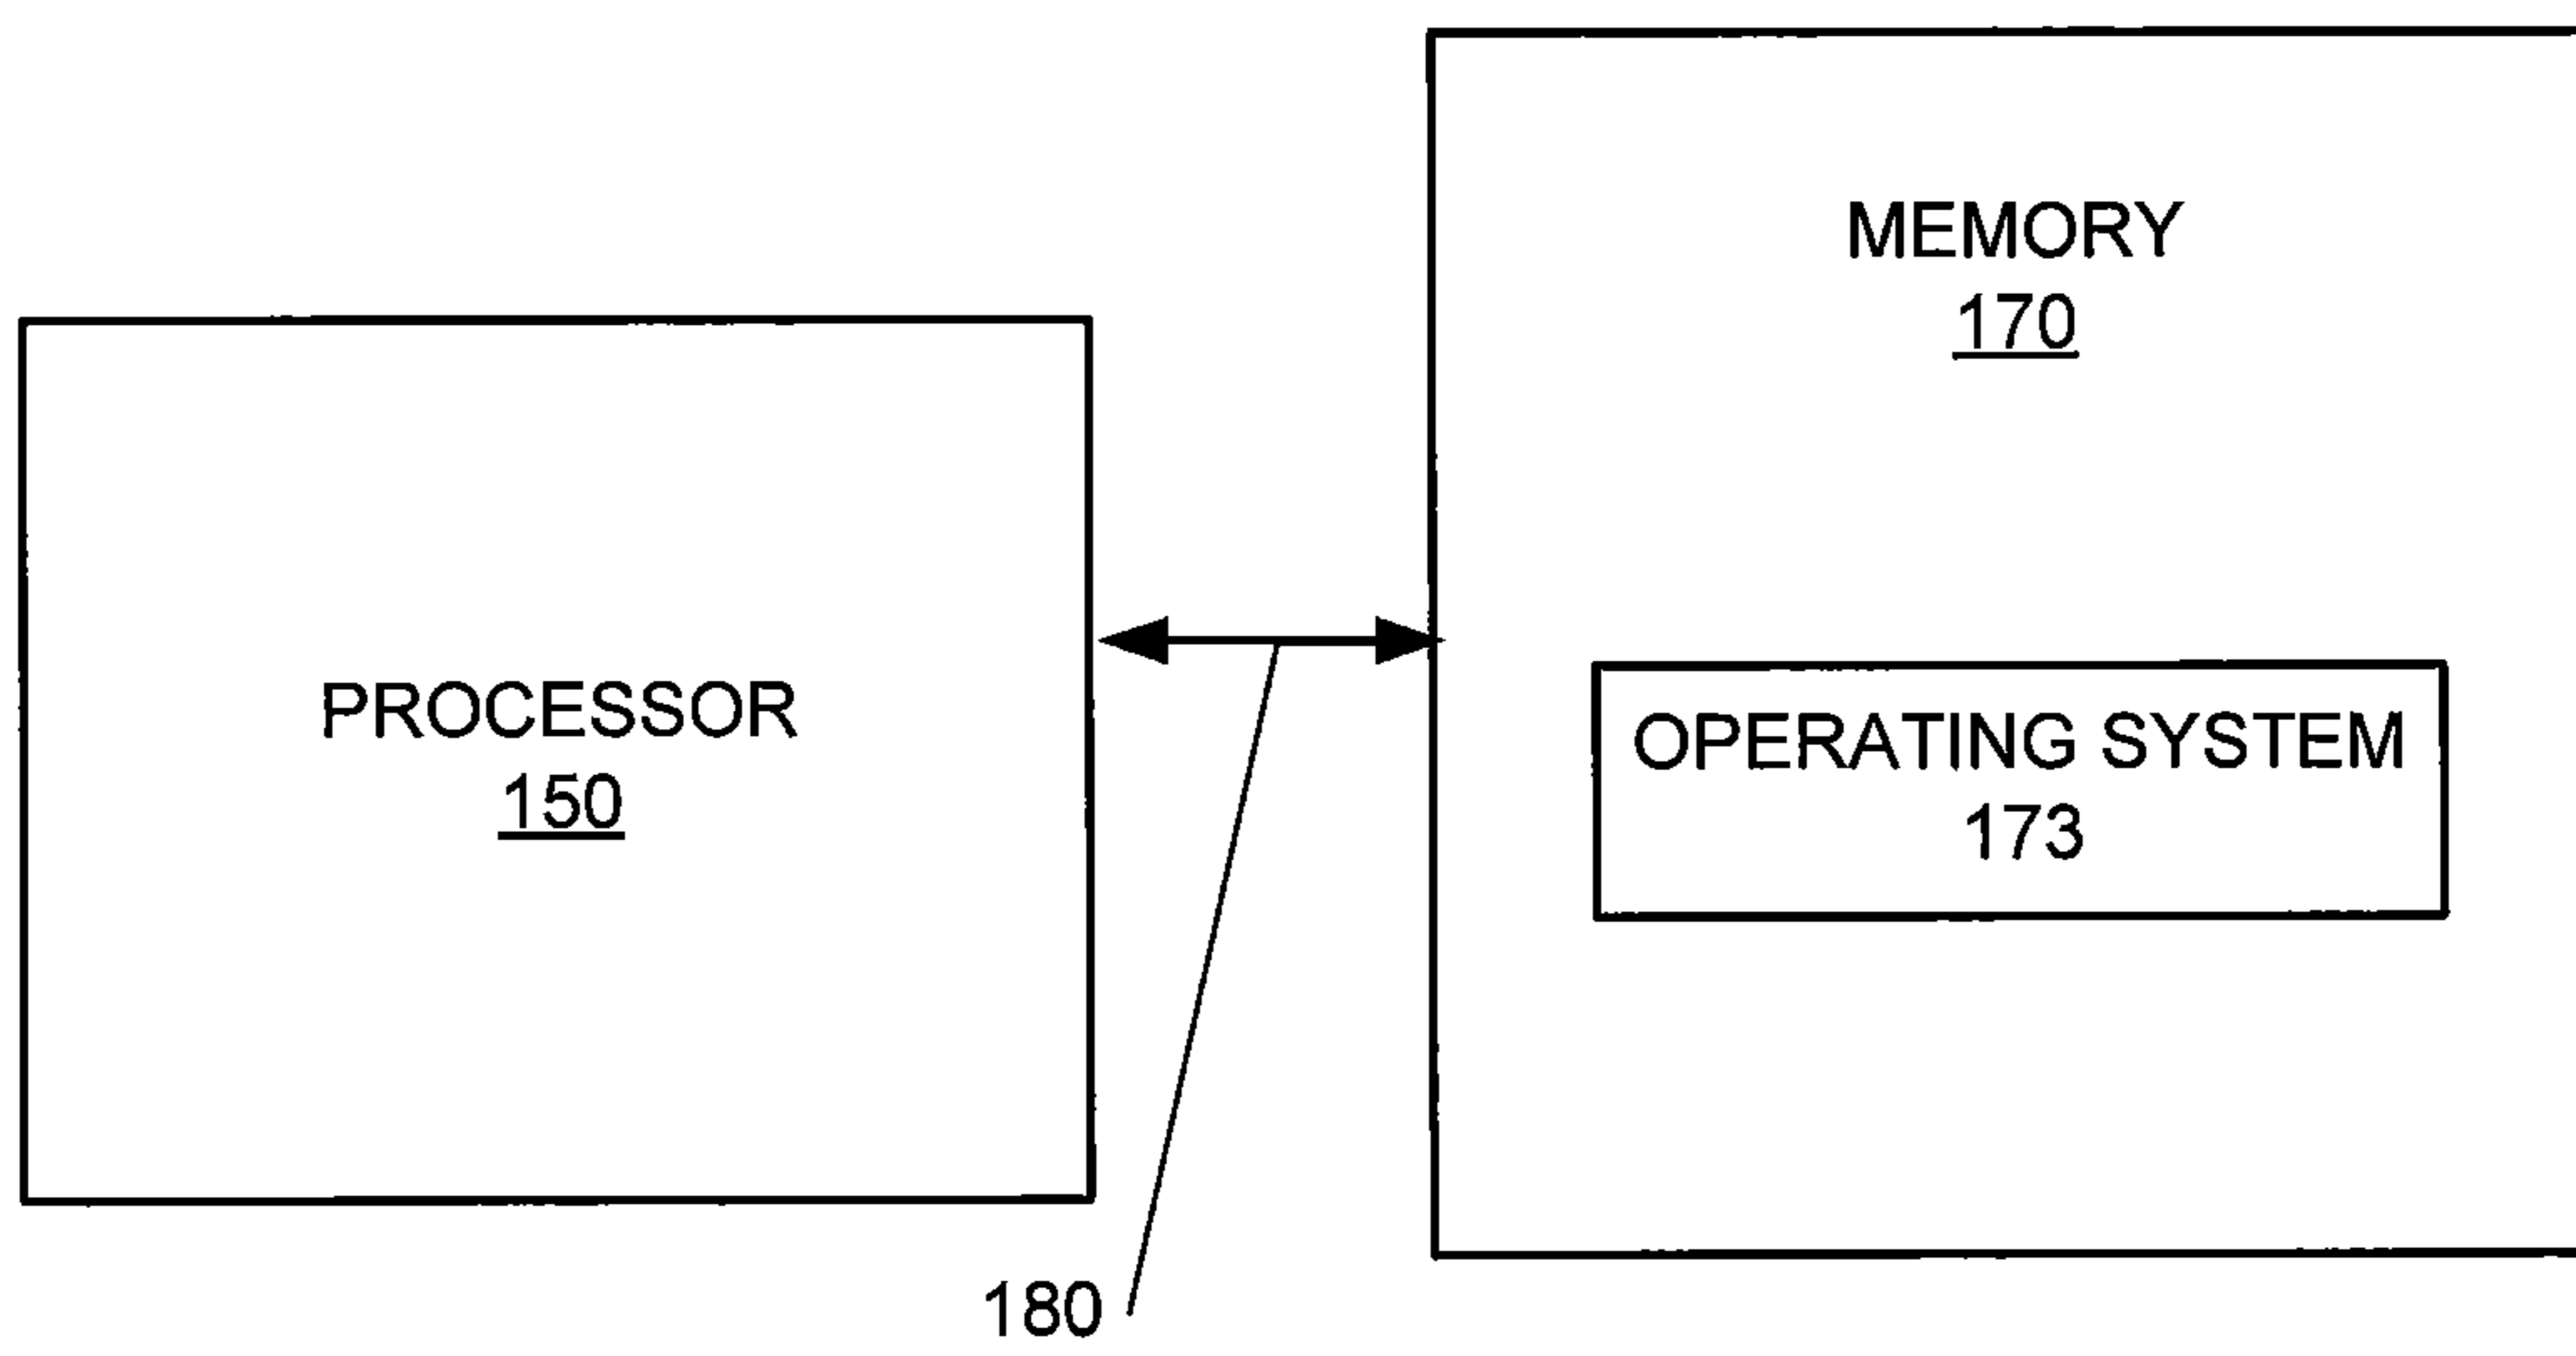 MEMORY
170
PROCESSOR
150
OPERATING SYSTEM
173
180